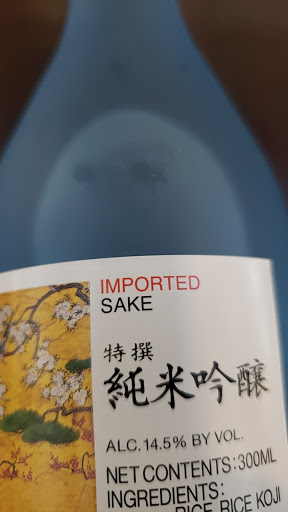 IMPORTED
SAKE
特撰
純米吟醸
ALC. 14.5% BY VOL.
NET CONTENTS:300ML
INGREDIENTS:
RICE, RICE KOJI